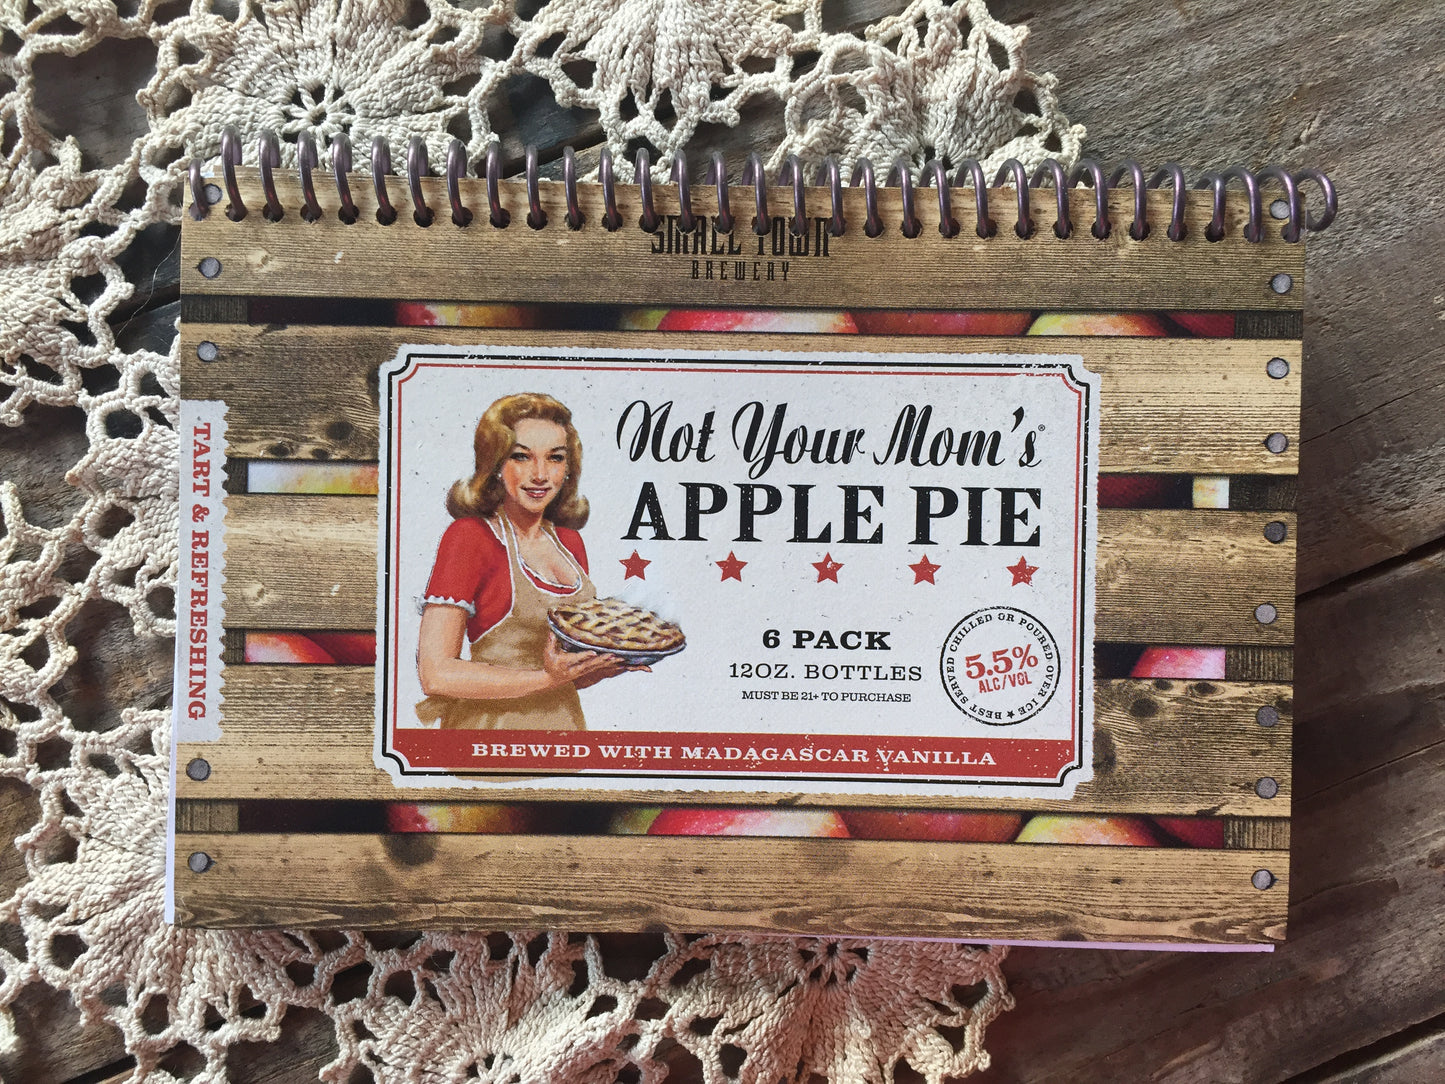 SMALL TOWN
BREWERY
TART & REFRESHING
Not Your Mom's®
APPLE PIE
6 PACK
12OZ. BOTTLES
MUST BE 21+ TO PURCHASE
BEST SERVED CHILLED OR POURED OVER ICE ★
5.5%
ALC/VOL
BREWED WITH MADAGASCAR VANILLA